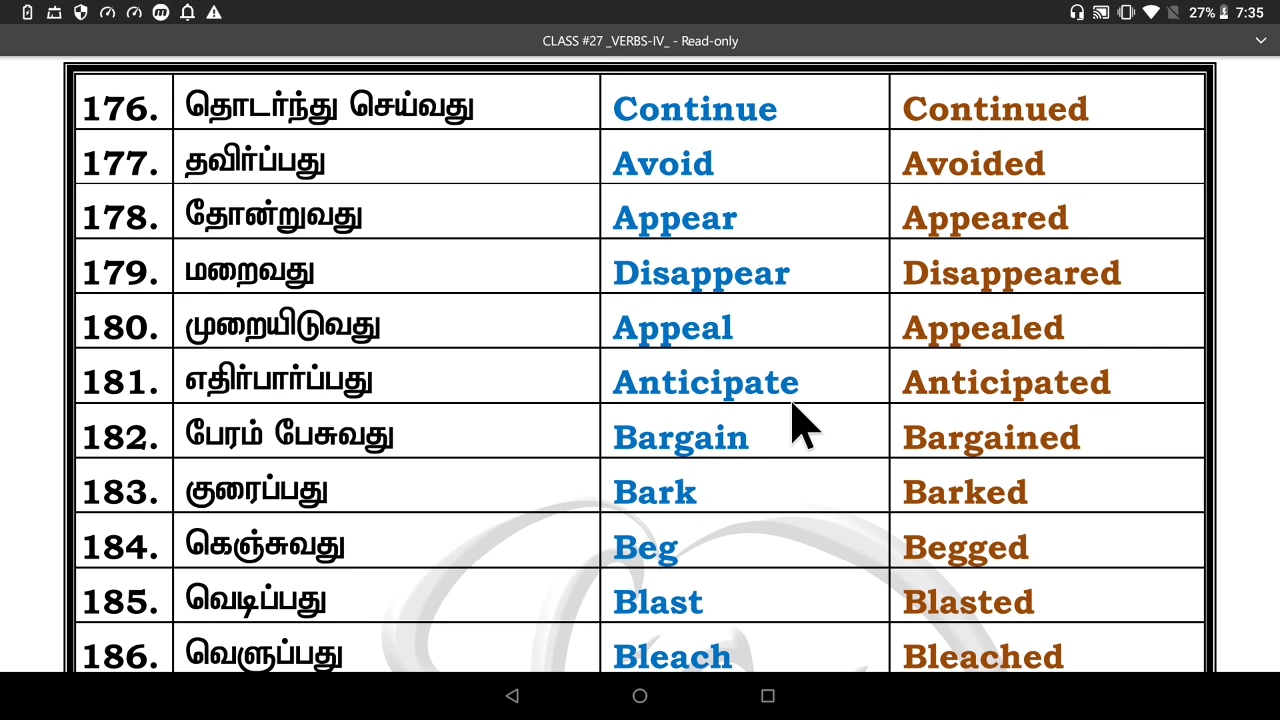 27% 7:35
CLASS #27 _VERBS-IV_ - Read-only
176. தொடர்ந்து செய்வது Continue Continued
177. தவிர்ப்பது Avoid Avoided
178. தோன்றுவது Appear Appeared
179. மறைவது Disappear Disappeared
180. முறையிடுவது Appeal Appealed
181. எதிர்பார்ப்பது Anticipate Anticipated
182. பேரம் பேசுவது Bargain Bargained
183. குரைப்பது Bark Barked
184. கெஞ்சுவது Beg Begged
185. வெடிப்பது Blast Blasted
186. வெளுப்பது Bleach Bleached